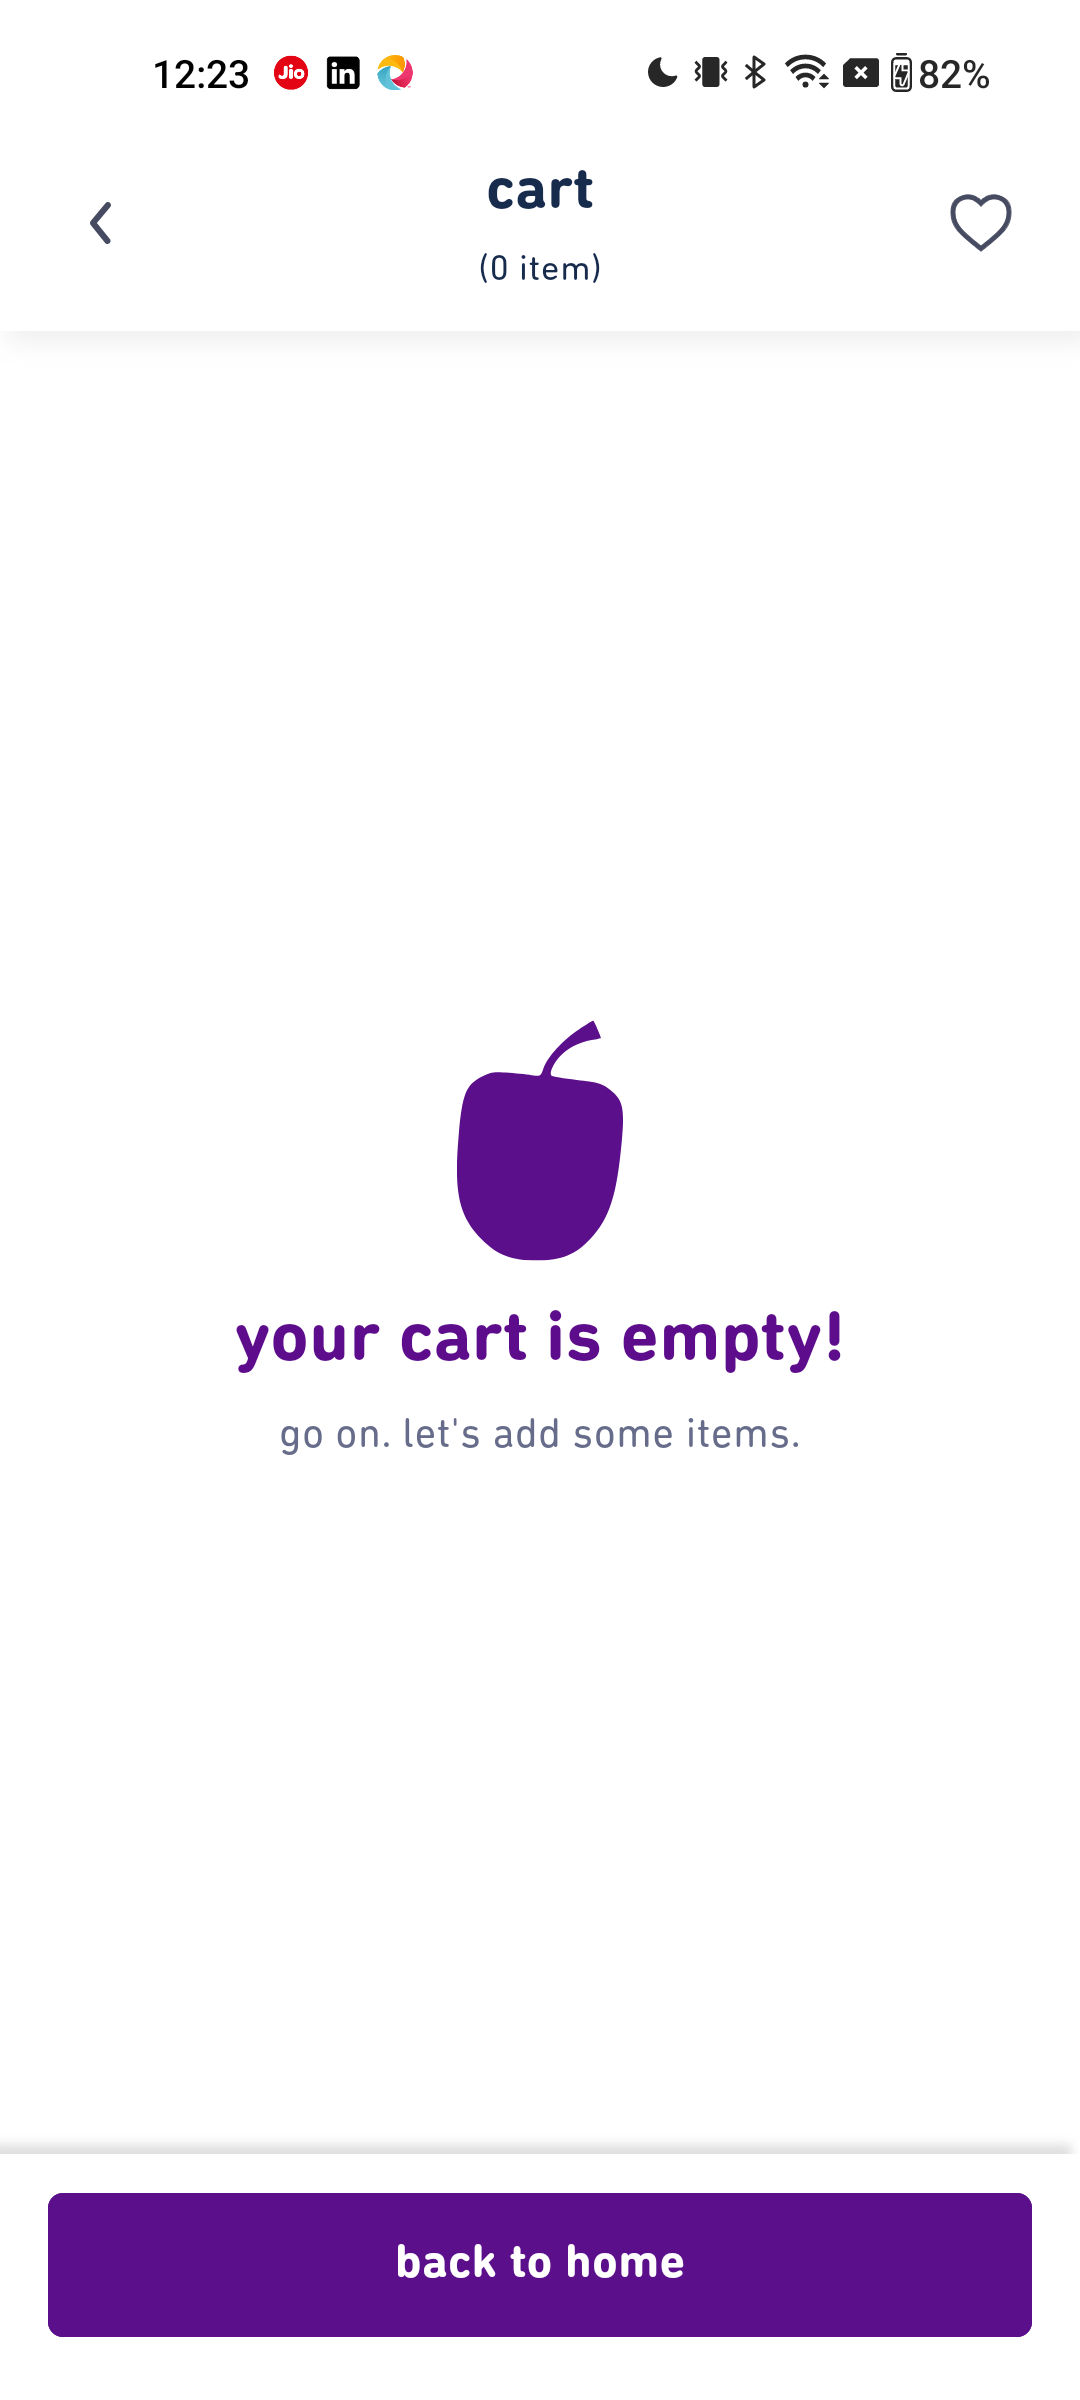 12:23 Jio in 82%
cart
(0 item)
your cart is empty!
go on. let's add some items.
back to home